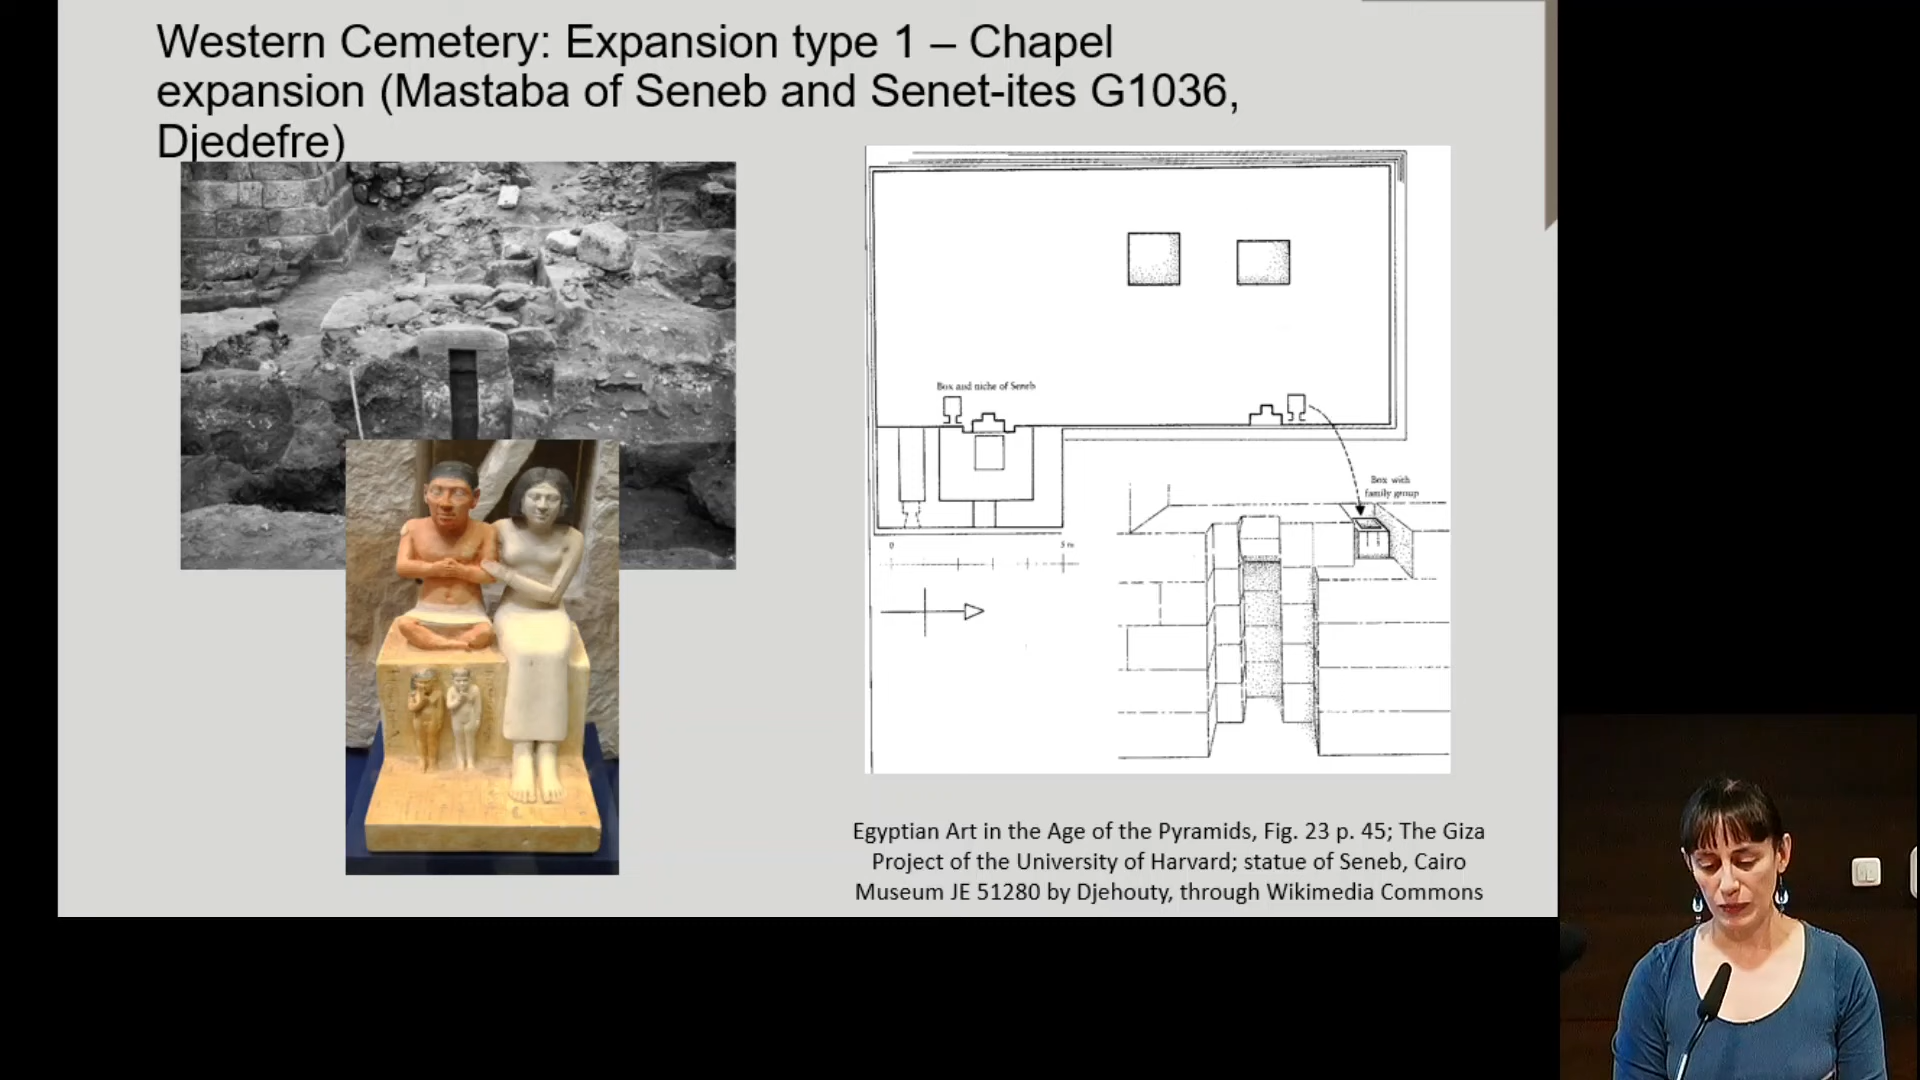 Western Cemetery: Expansion type 1 – Chapel
expansion (Mastaba of Seneb and Senet-ites G1036,
Djedefre)
Box and niche of Seneb
Box with
family group
0
5 m
Egyptian Art in the Age of the Pyramids, Fig. 23 p. 45; The Giza
Project of the University of Harvard; statue of Seneb, Cairo
Museum JE 51280 by Djehouty, through Wikimedia Commons